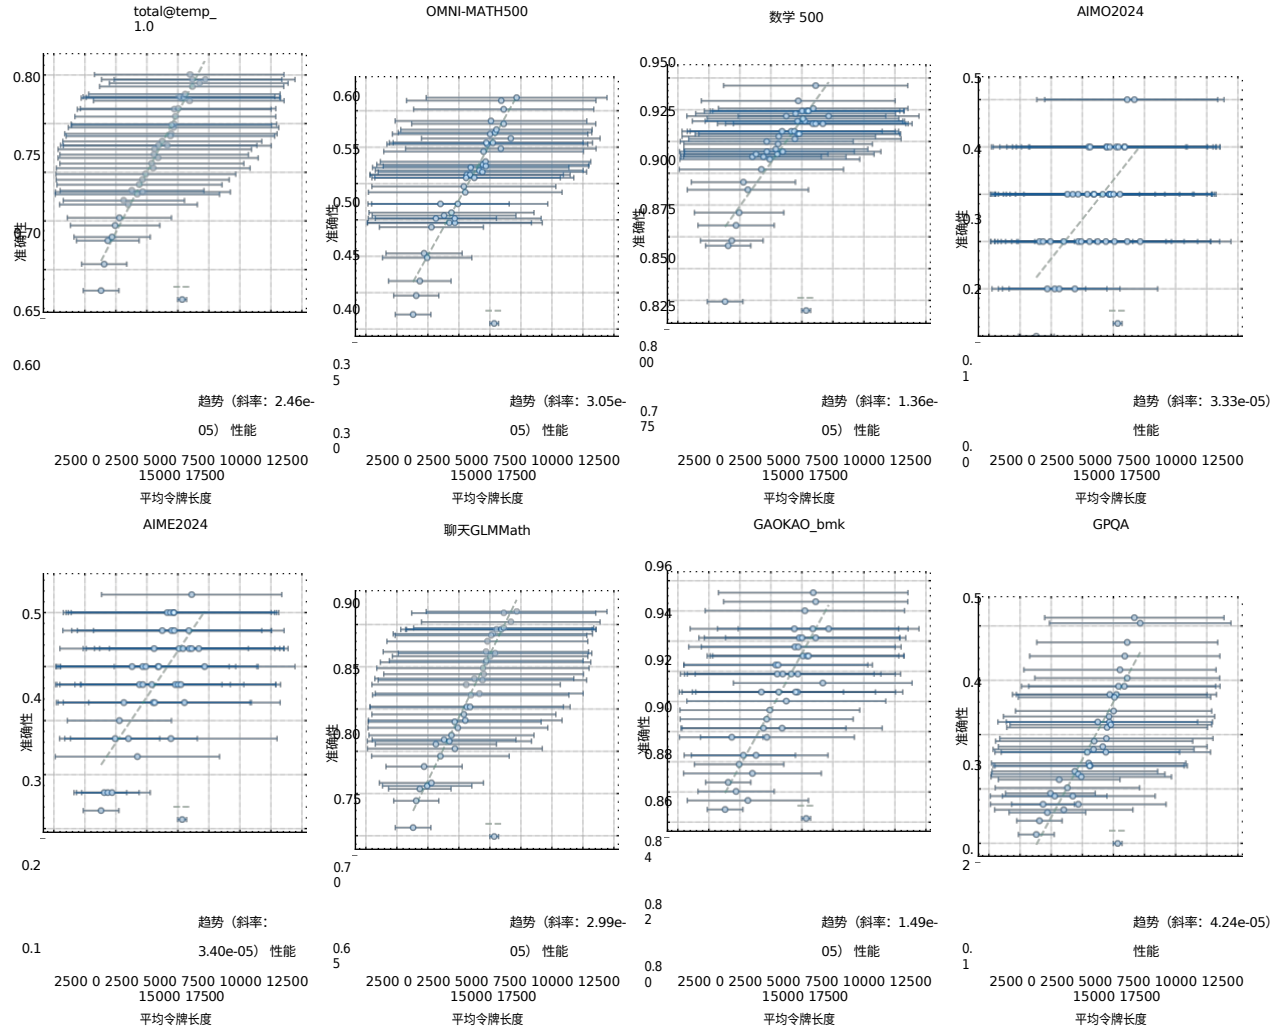 total@temp_
1.0
0.80
0.75
准确性
0.70
0.65
0.60
趋势（斜率：2.46e-
05） 性能
2500 0 2500 5000 7500 10000 12500
15000 17500
平均令牌长度
OMNI-MATH500
0.60
0.55
0.50
准确性
0.45
0.40
0.3
5
0.3
0
趋势（斜率：3.05e-
05） 性能
2500 0 2500 5000 7500 10000 12500
15000 17500
平均令牌长度
数学 500
0.950
0.925
0.900
0.875
准确性
0.850
0.825
0.8
00
0.7
75
趋势（斜率：1.36e-
05） 性能
2500 0 2500 5000 7500 10000 12500
15000 17500
平均令牌长度
AIMO2024
0.5
0.4
0.3
准确性
0.2
0.
1
0.
0
趋势（斜率：3.33e-05）
性能
2500 0 2500 5000 7500 10000 12500
15000 17500
平均令牌长度
AIME2024
0.5
0.4
准确性
0.3
0.2
0.1
趋势（斜率：
3.40e-05） 性能
2500 0 2500 5000 7500 10000 12500
15000 17500
平均令牌长度
聊天GLMMath
0.90
0.85
0.80
准确性
0.75
0.7
0
0.6
5
趋势（斜率：2.99e-
05） 性能
2500 0 2500 5000 7500 10000 12500
15000 17500
平均令牌长度
GAOKAO_bmk
0.96
0.94
0.92
0.90
准确性
0.88
0.86
0.8
4
0.8
2
0.8
0
趋势（斜率：1.49e-
05） 性能
2500 0 2500 5000 7500 10000 12500
15000 17500
平均令牌长度
GPQA
0.5
0.4
准确性
0.3
0.
2
0.
1
趋势（斜率：4.24e-05）
性能
2500 0 2500 5000 7500 10000 12500
15000 17500
平均令牌长度